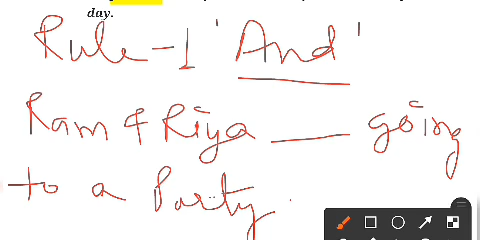 day.
Rule-1 'And'
Ram & Riya ___ going
to a Party.